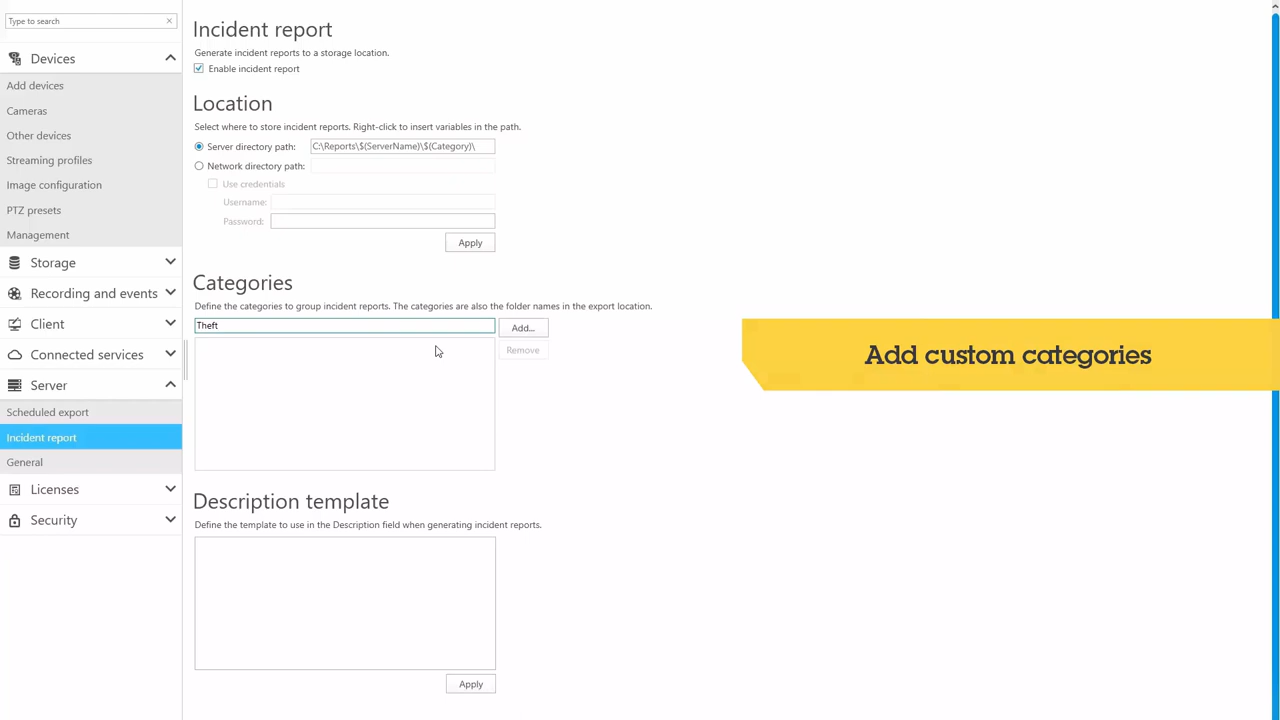 Type to search
Devices
Add devices
Cameras
Other devices
Streaming profiles
Image configuration
PTZ presets
Management
Storage
Recording and events
Client
Connected services
Server
Scheduled export
Incident report
General
Licenses
Security
Incident report
Generate incident reports to a storage location.
Enable incident report
Location
Select where to store incident reports. Right-click to insert variables in the path.
Server directory path: C:\Reports\$(ServerName)\$(Category)\
Network directory path:
Use credentials
Username:
Password:
Apply
Categories
Define the categories to group incident reports. The categories are also the folder names in the export location.
Theft Add...
Remove
Add custom categories
Description template
Define the template to use in the Description field when generating incident reports.
Apply